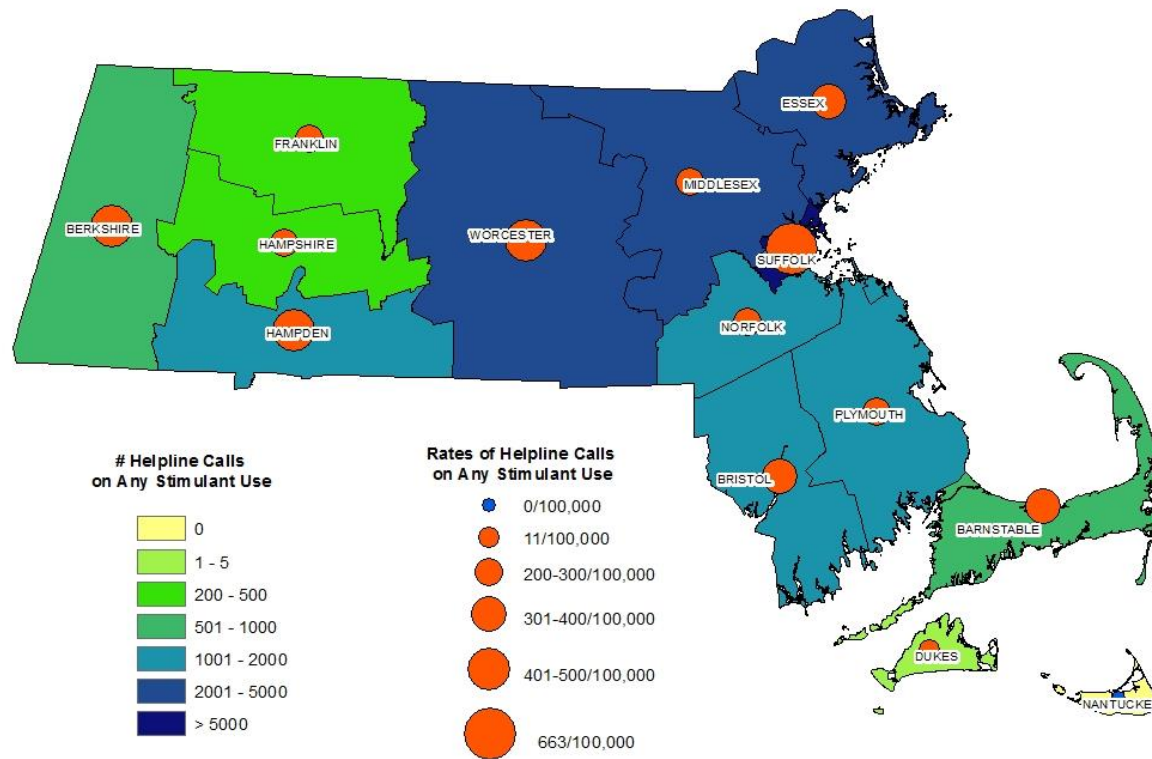 ESSEX
FRANKLIN
MIDDLESEX
BERKSHIRE
HAMPSHIRE
WORCESTER
SUFFOLK
HAMPDEN
NORFOLK
PLYMOUTH
BRISTOL
BARNSTABLE
DUKES
NANTUCKE
# Helpline Calls
on Any Stimulant Use
0
1 - 5
200 - 500
501 - 1000
1001 - 2000
2001 - 5000
> 5000
Rates of Helpline Calls
on Any Stimulant Use
0/100,000
11/100,000
200-300/100,000
301-400/100,000
401-500/100,000
663/100,000